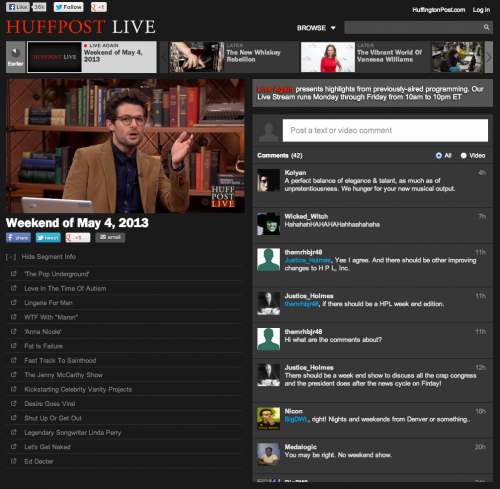 Like 36k Follow +1
HuffingtonPost.com Log In
HUFFPOST LIVE
BROWSE
Earlier
HUFFPOST LIVE
LIVE AGAIN
Weekend of May 4,
2013
LATER
The New Whiskey
Rebellion
LATER
The Vibrant World Of
Vanessa Williams
Live Again presents highlights from previously-aired programming. Our
Live Stream runs Monday through Friday from 10am to 10pm ET
HUFF
POST
LIVE
Weekend of May 4, 2013
share tweet +1 email
[-] Hide Segment Info
'The Pop Underground'
Love In The Time Of Autism
Lingerie For Men
WTF With "Maron"
'Anna Nicole'
Fat Is Failure
Fast Track To Sainthood
The Jenny McCarthy Show
Kickstarting Celebrity Vanity Projects
Desire Goes Viral
Shut Up Or Get Out
Legendary Songwriter Linda Perry
Let's Get Naked
Ed Decter
Post a text or video comment
Comments (42) All Video
Kolyan 4h
A perfect balance of elegance & talent, as much as of
unpretentiousness. We hunger for your new musical output.
Wicked_Witch 7h
HahahahHAHAHAHahhaahahaha
themrhbjr48 11h
Justice_Holmes, Yes I agree. And there should be other improving
changes to H P L, Inc.
Justice_Holmes 11h
themrhbjr48, if there should be a HPL week end edition.
themrhbjr48 11h
Hi what are the comments about?
Justice_Holmes 12h
There should be a week end show to discuss all the crap congress
and the president does after the news cycle on Firday!
Nicon 16h
BigDWL, right! Nights and weekends from Denver or something..
Medalogic 20h
You may be right. No weekend show.